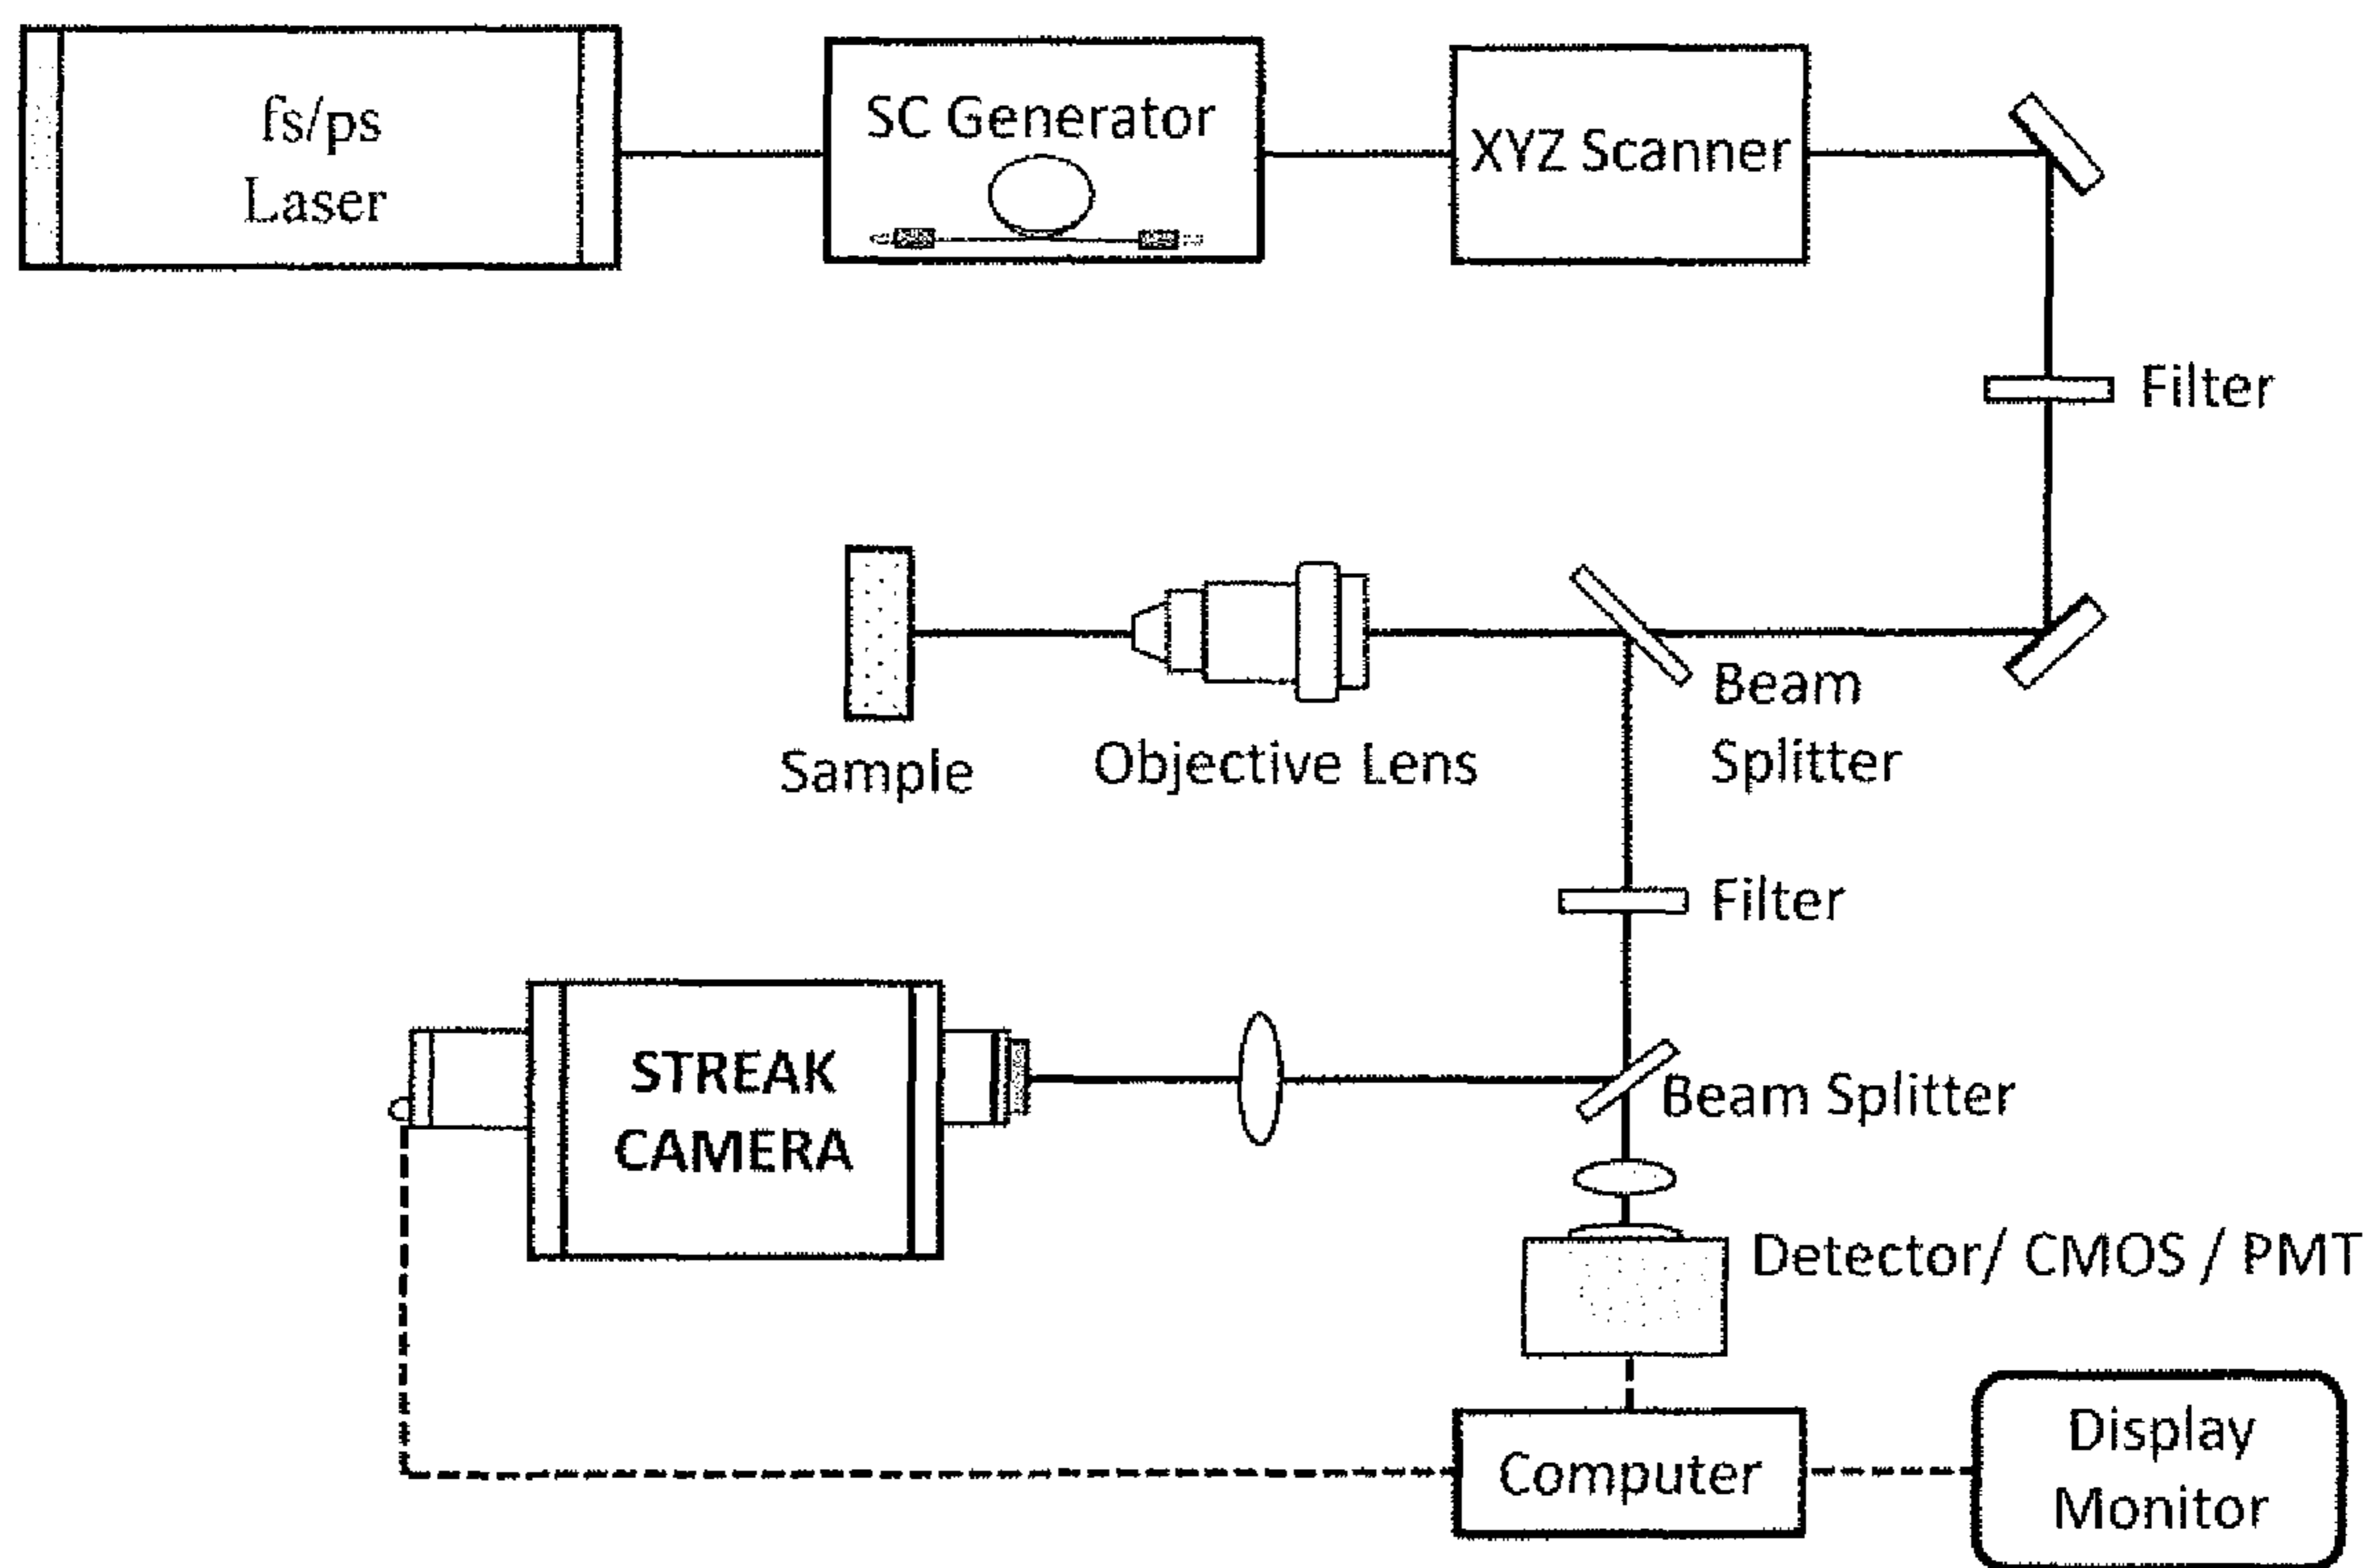 fs/ps
Laser
SC Generator
XYZ Scanner
Filter
Beam
Splitter
Sample
Objective Lens
Filter
STREAK
CAMERA
Beam Splitter
Detector/ CMOS / PMT
Computer
Display
Monitor